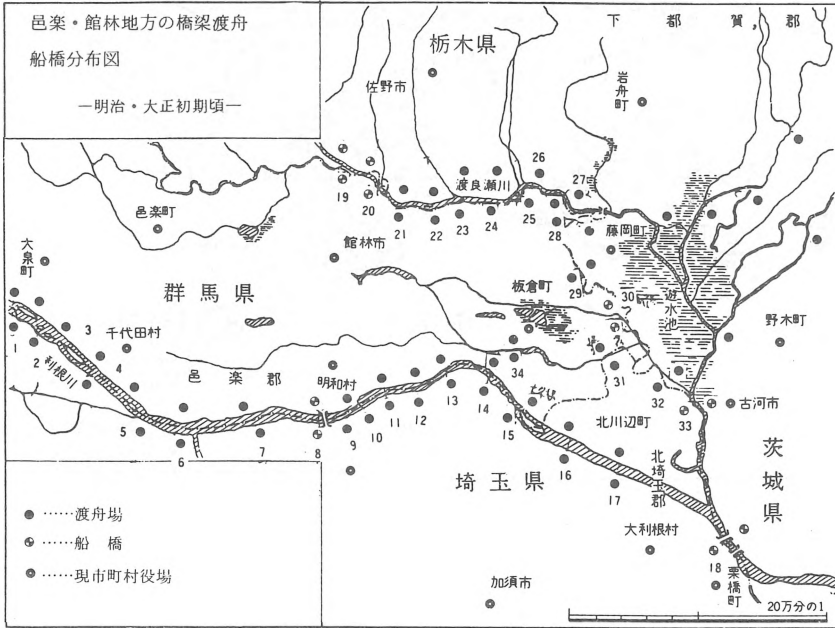 邑楽・館林地方の橋梁渡舟
船橋分布図
―明治・大正初期頃―
下都賀郡
栃木県
佐野市
岩舟町
渡良瀬川
26
27
19
20
21
22
23
24
25
28
藤岡町
邑楽町
館林市
大泉町
群馬県
板倉町
29
30
遊水池
野木町
1
2
3
4
千代田村
利根川
邑楽郡
明和村
34
31
32
33
古河市
5
6
7
8
9
10
11
12
13
14
15
北川辺町
16
17
北埼玉郡
埼玉県
茨城県
大利根村
18
栗橋町
加須市
●……渡舟場
……船橋
◎……現市町村役場
20万分の1